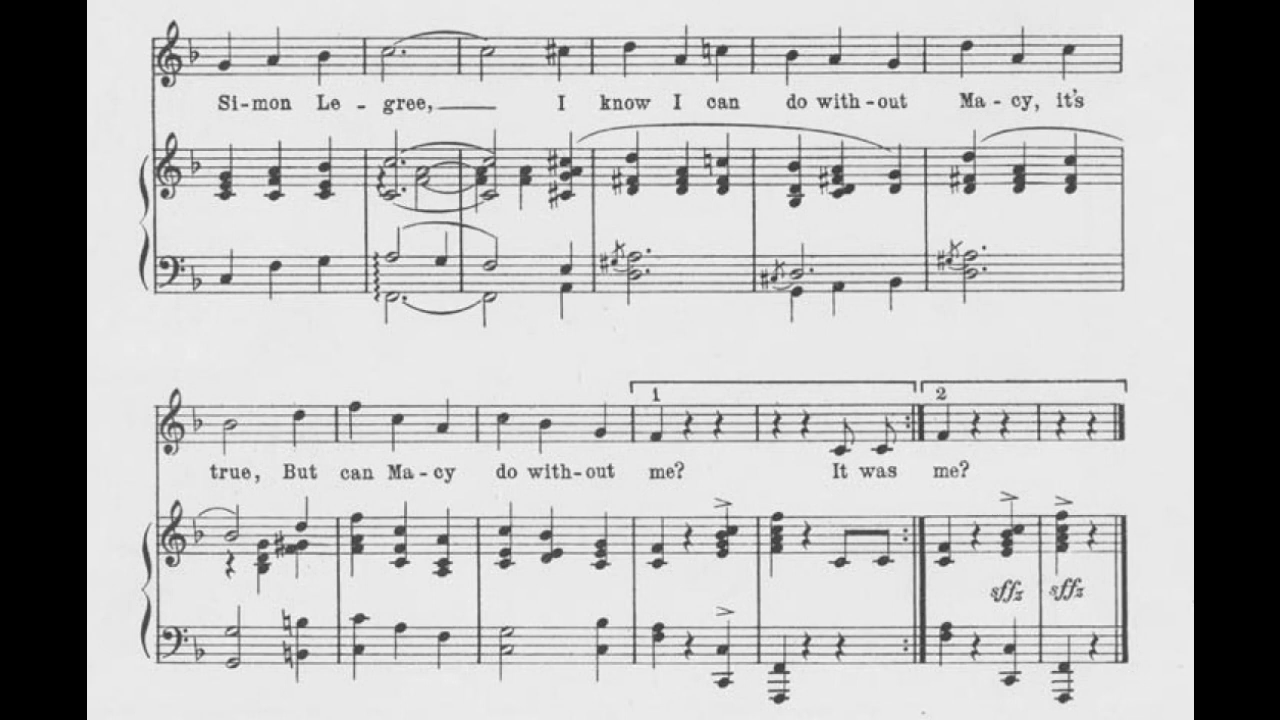 Si-mon Le - gree, I know I can do with-out Ma - cy, it's
1 2
true, But can Ma - cy do with-out me? It was me?
sffz sffz